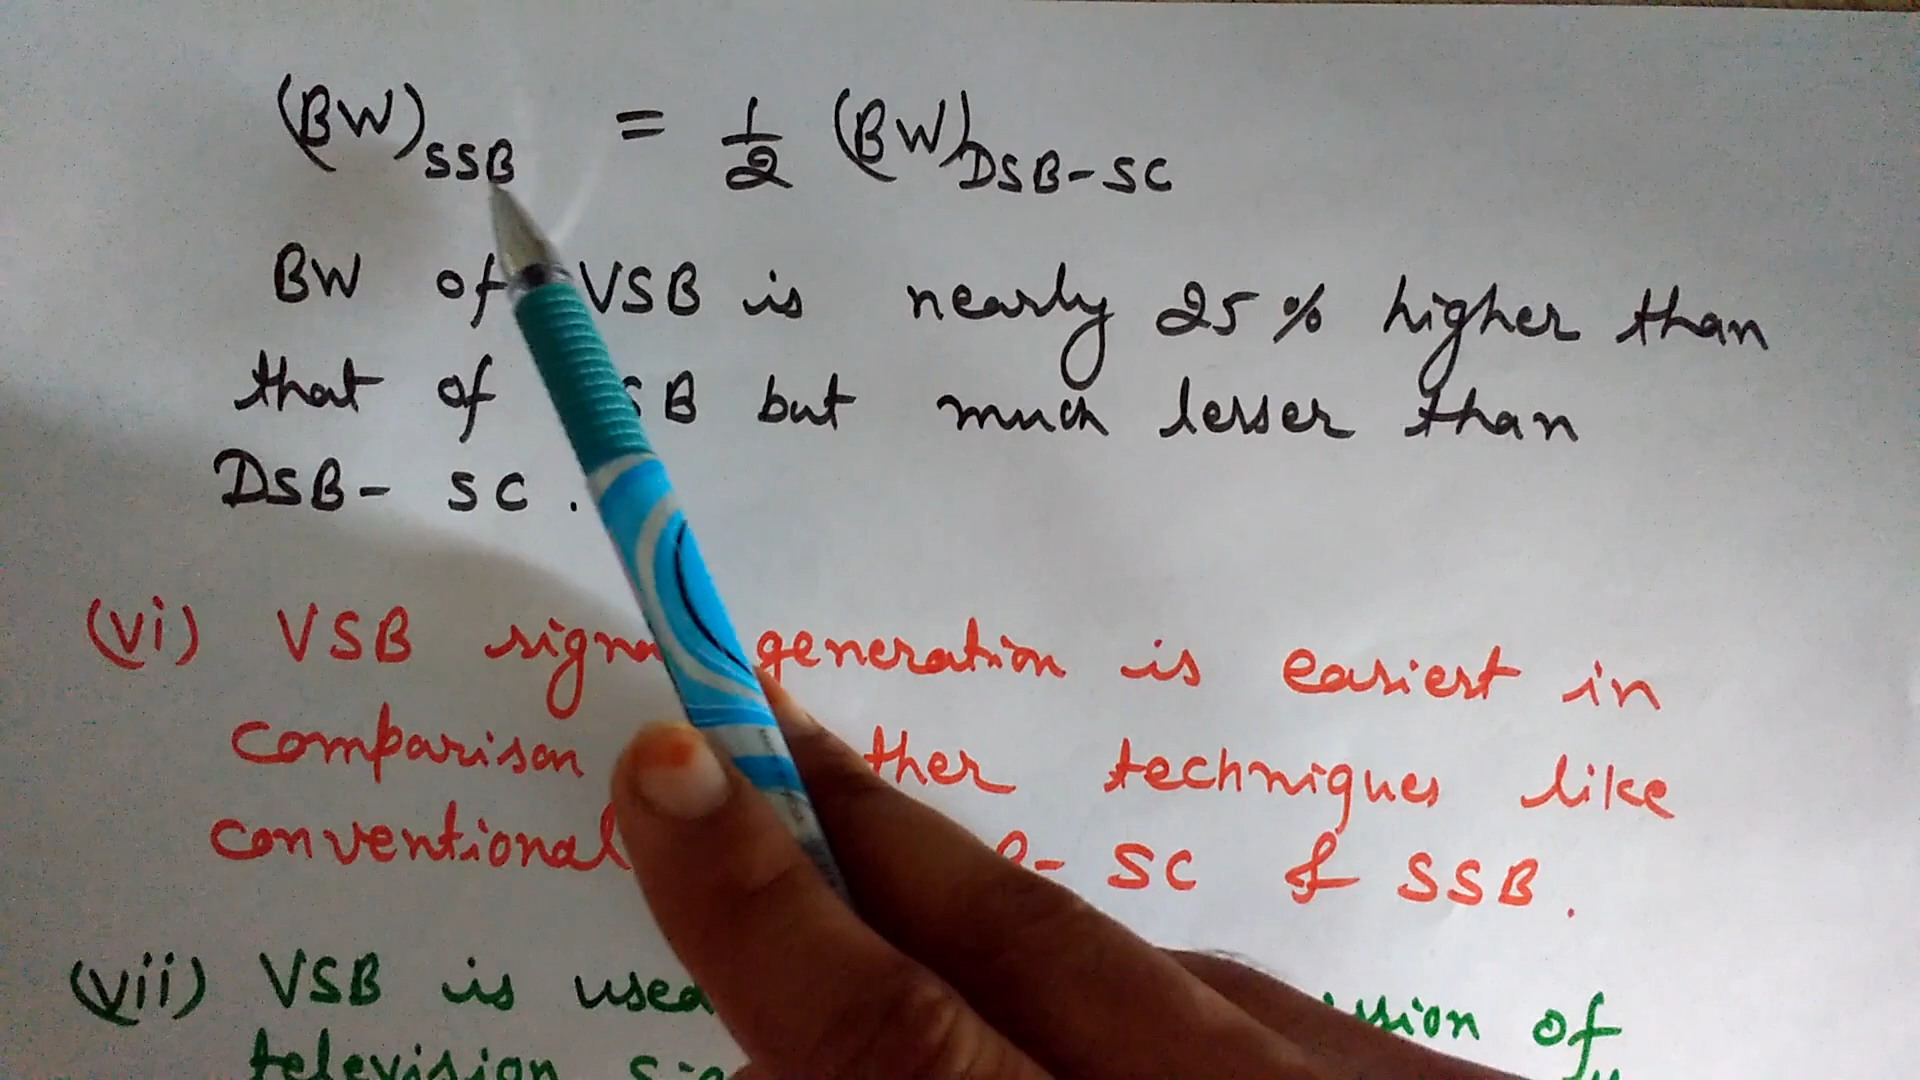 (BW)SSB = 1/2 (BW)DSB-SC
BW of VSB is nearly 25% higher than
that of SB but much lesser than
DSB- SC.
(vi) VSB generation is easiest in
comparison techniques like
conventional - SC & SSB.
(vii) VSB is used of
television